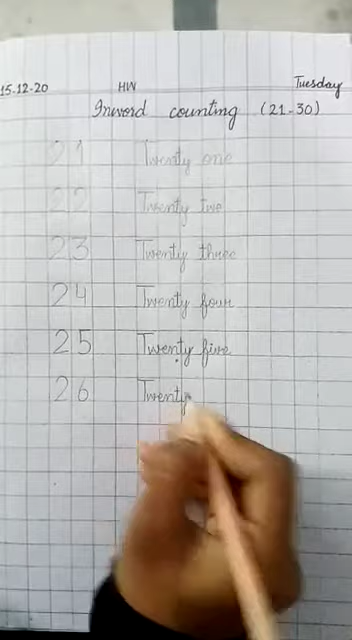 15.12.20 HW Tuesday
Inword counting (21-30)
21 Twenty one
22 Twenty two
23 Twenty three
24 Twenty four
25 Twenty five
26 Twenty